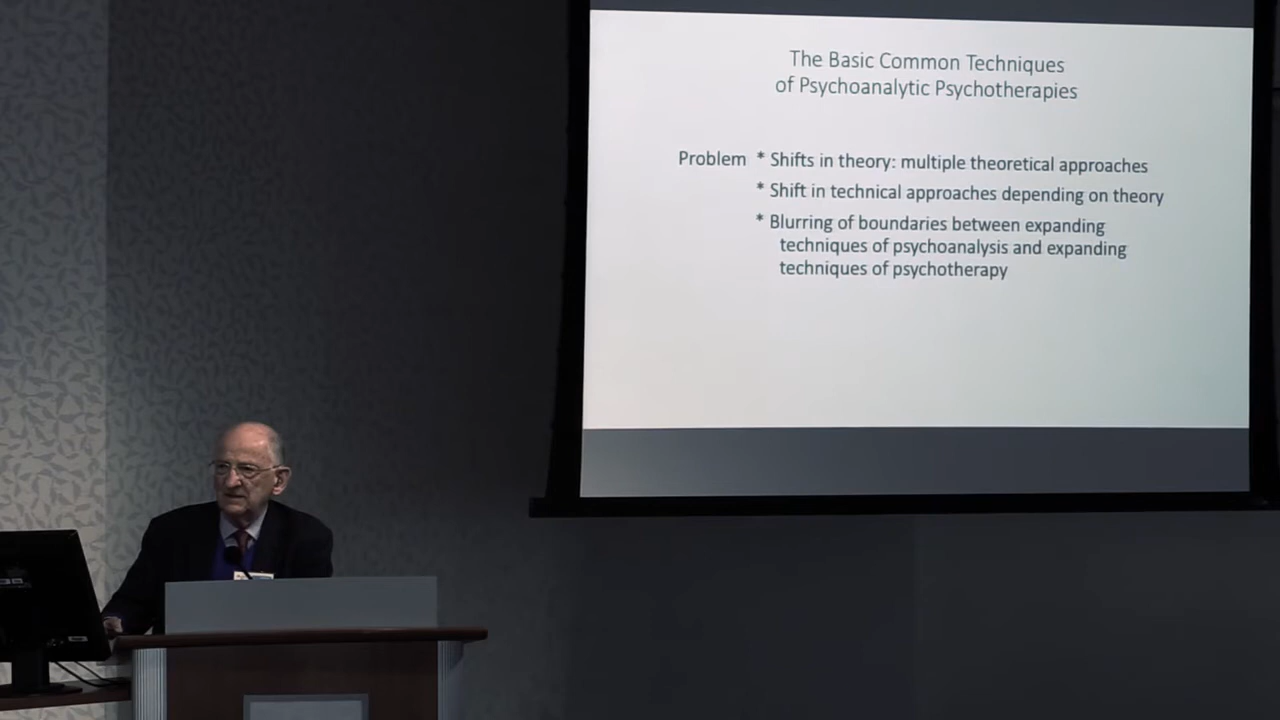 The Basic Common Techniques
of Psychoanalytic Psychotherapies
Problem * Shifts in theory: multiple theoretical approaches
* Shift in technical approaches depending on theory
* Blurring of boundaries between expanding
techniques of psychoanalysis and expanding
techniques of psychotherapy